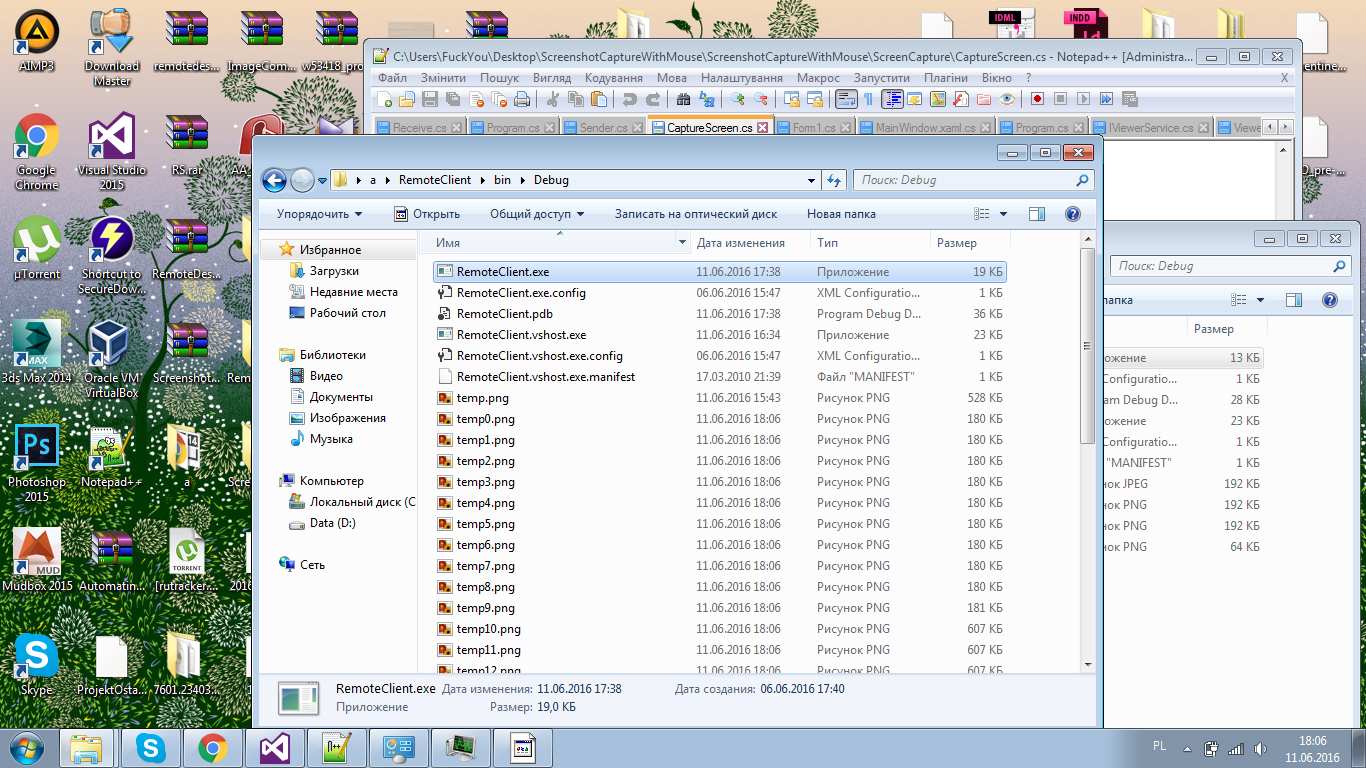 AIMP3
Download
Master
remotedes...
ImageCom...
w53418_pro
IDML
INDD
Id
entine...
Google
Chrome
Visual Studio
2015
RS.rar
AA_
D_pre-...
µTorrent
Shortcut to
SecureDow...
RemoteDes...
MAX
3ds Max 2014
Oracle VM
VirtualBox
Screenshot...
Rem
Ps
Photoshop
2015
Notepad++
14
a
Scre
Mudbox 2015
Automatin...
TORRENT
[rutracker...
2016
Skype
ProjektOsta...
7601.23403...
C:\Users\FuckYou\Desktop\ScreenshotCaptureWithMouse\ScreenshotCaptureWithMouse\ScreenCapture\CaptureScreen.cs - Notepad++ [Administra...
Файл Змінити Пошук Вигляд Кодування Мова Налаштування Макрос Запустити Плагіни Вікно ? X
Receive.cs Program.cs Sender.cs CaptureScreen.cs Form1.cs MainWindow.xaml.cs Program.cs IViewerService.cs Viewe
a RemoteClient bin Debug
Поиск: Debug
Упорядочить Открыть Общий доступ Записать на оптический диск Новая папка
Избранное
Загрузки
Недавние места
Рабочий стол
Библиотеки
Видео
Документы
Изображения
Музыка
Компьютер
Локальный диск (C
Data (D:)
Сеть
Имя Дата изменения Тип Размер
RemoteClient.exe 11.06.2016 17:38 Приложение 19 КБ
RemoteClient.exe.config 06.06.2016 15:47 XML Configuratio... 1 КБ
RemoteClient.pdb 11.06.2016 17:38 Program Debug D... 36 КБ
RemoteClient.vshost.exe 11.06.2016 16:34 Приложение 23 КБ
RemoteClient.vshost.exe.config 06.06.2016 15:47 XML Configuratio... 1 КБ
RemoteClient.vshost.exe.manifest 17.03.2010 21:39 Файл "MANIFEST" 1 КБ
temp.png 11.06.2016 15:43 Рисунок PNG 528 КБ
temp0.png 11.06.2016 18:06 Рисунок PNG 180 КБ
temp1.png 11.06.2016 18:06 Рисунок PNG 180 КБ
temp2.png 11.06.2016 18:06 Рисунок PNG 180 КБ
temp3.png 11.06.2016 18:06 Рисунок PNG 180 КБ
temp4.png 11.06.2016 18:06 Рисунок PNG 180 КБ
temp5.png 11.06.2016 18:06 Рисунок PNG 180 КБ
temp6.png 11.06.2016 18:06 Рисунок PNG 180 КБ
temp7.png 11.06.2016 18:06 Рисунок PNG 180 КБ
temp8.png 11.06.2016 18:06 Рисунок PNG 180 КБ
temp9.png 11.06.2016 18:06 Рисунок PNG 181 КБ
temp10.png 11.06.2016 18:06 Рисунок PNG 607 КБ
temp11.png 11.06.2016 18:06 Рисунок PNG 607 КБ
temp12.png 11.06.2016 18:06 Рисунок PNG 607 КБ
RemoteClient.exe Дата изменения: 11.06.2016 17:38 Дата создания: 06.06.2016 17:40
Приложение Размер: 19,0 КБ
Поиск: Debug
папка
Размер
ложение 13 КБ
Configuratio... 1 КБ
am Debug D... 28 КБ
ложение 23 КБ
Configuratio... 1 КБ
"MANIFEST" 1 КБ
нок JPEG 192 КБ
нок PNG 192 КБ
нок PNG 192 КБ
нок PNG 64 КБ
PL
18:06
11.06.2016